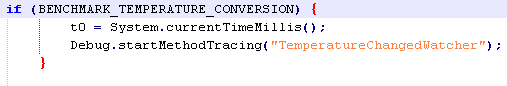 if (BENCHMARK_TEMPERATURE_CONVERSION) {
t0 = System.currentTimeMillis();
Debug.startMethodTracing("TemperatureChangedWatcher");
}